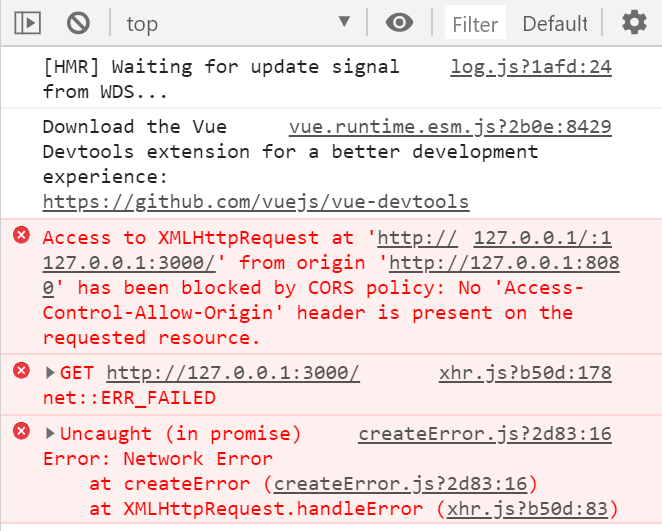 top Filter Default
[HMR] Waiting for update signal log.js?1afd:24
from WDS...
Download the Vue vue.runtime.esm.js?2b0e:8429
Devtools extension for a better development
experience:
https://github.com/vuejs/vue-devtools
Access to XMLHttpRequest at 'http:// 127.0.0.1/:1
127.0.0.1:3000/' from origin 'http://127.0.0.1:808
0' has been blocked by CORS policy: No 'Access-
Control-Allow-Origin' header is present on the
requested resource.
GET http://127.0.0.1:3000/ xhr.js?b50d:178
net::ERR_FAILED
Uncaught (in promise) createError.js?2d83:16
Error: Network Error
at createError (createError.js?2d83:16)
at XMLHttpRequest.handleError (xhr.js?b50d:83)